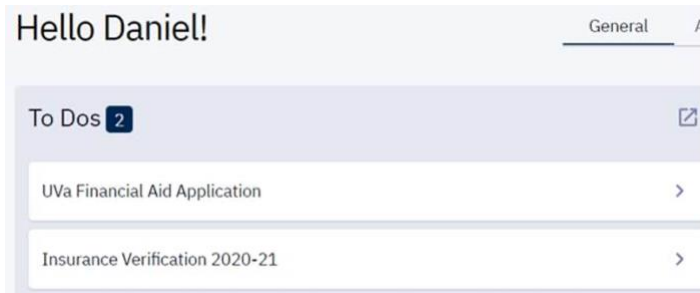 Hello Daniel!
General
To Dos 2
UVa Financial Aid Application
Insurance Verification 2020-21